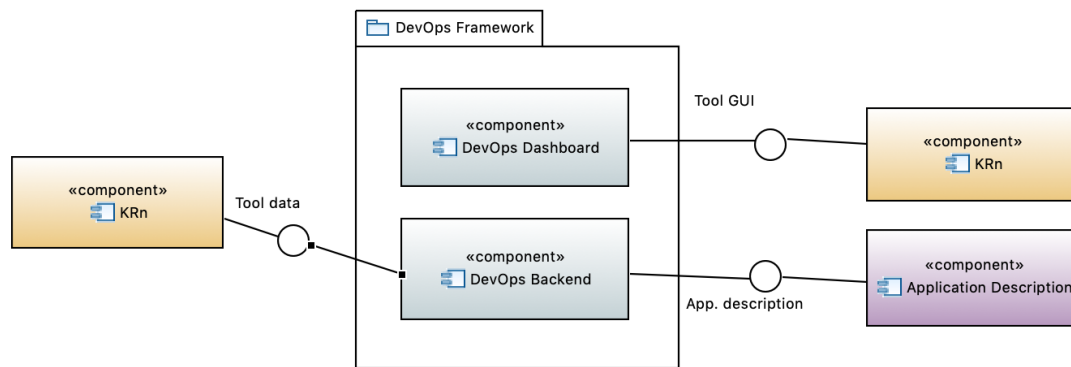 DevOps Framework
«component»
DevOps Dashboard
Tool GUI
«component»
KRn
«component»
KRn
Tool data
«component»
DevOps Backend
App. description
«component»
Application Description